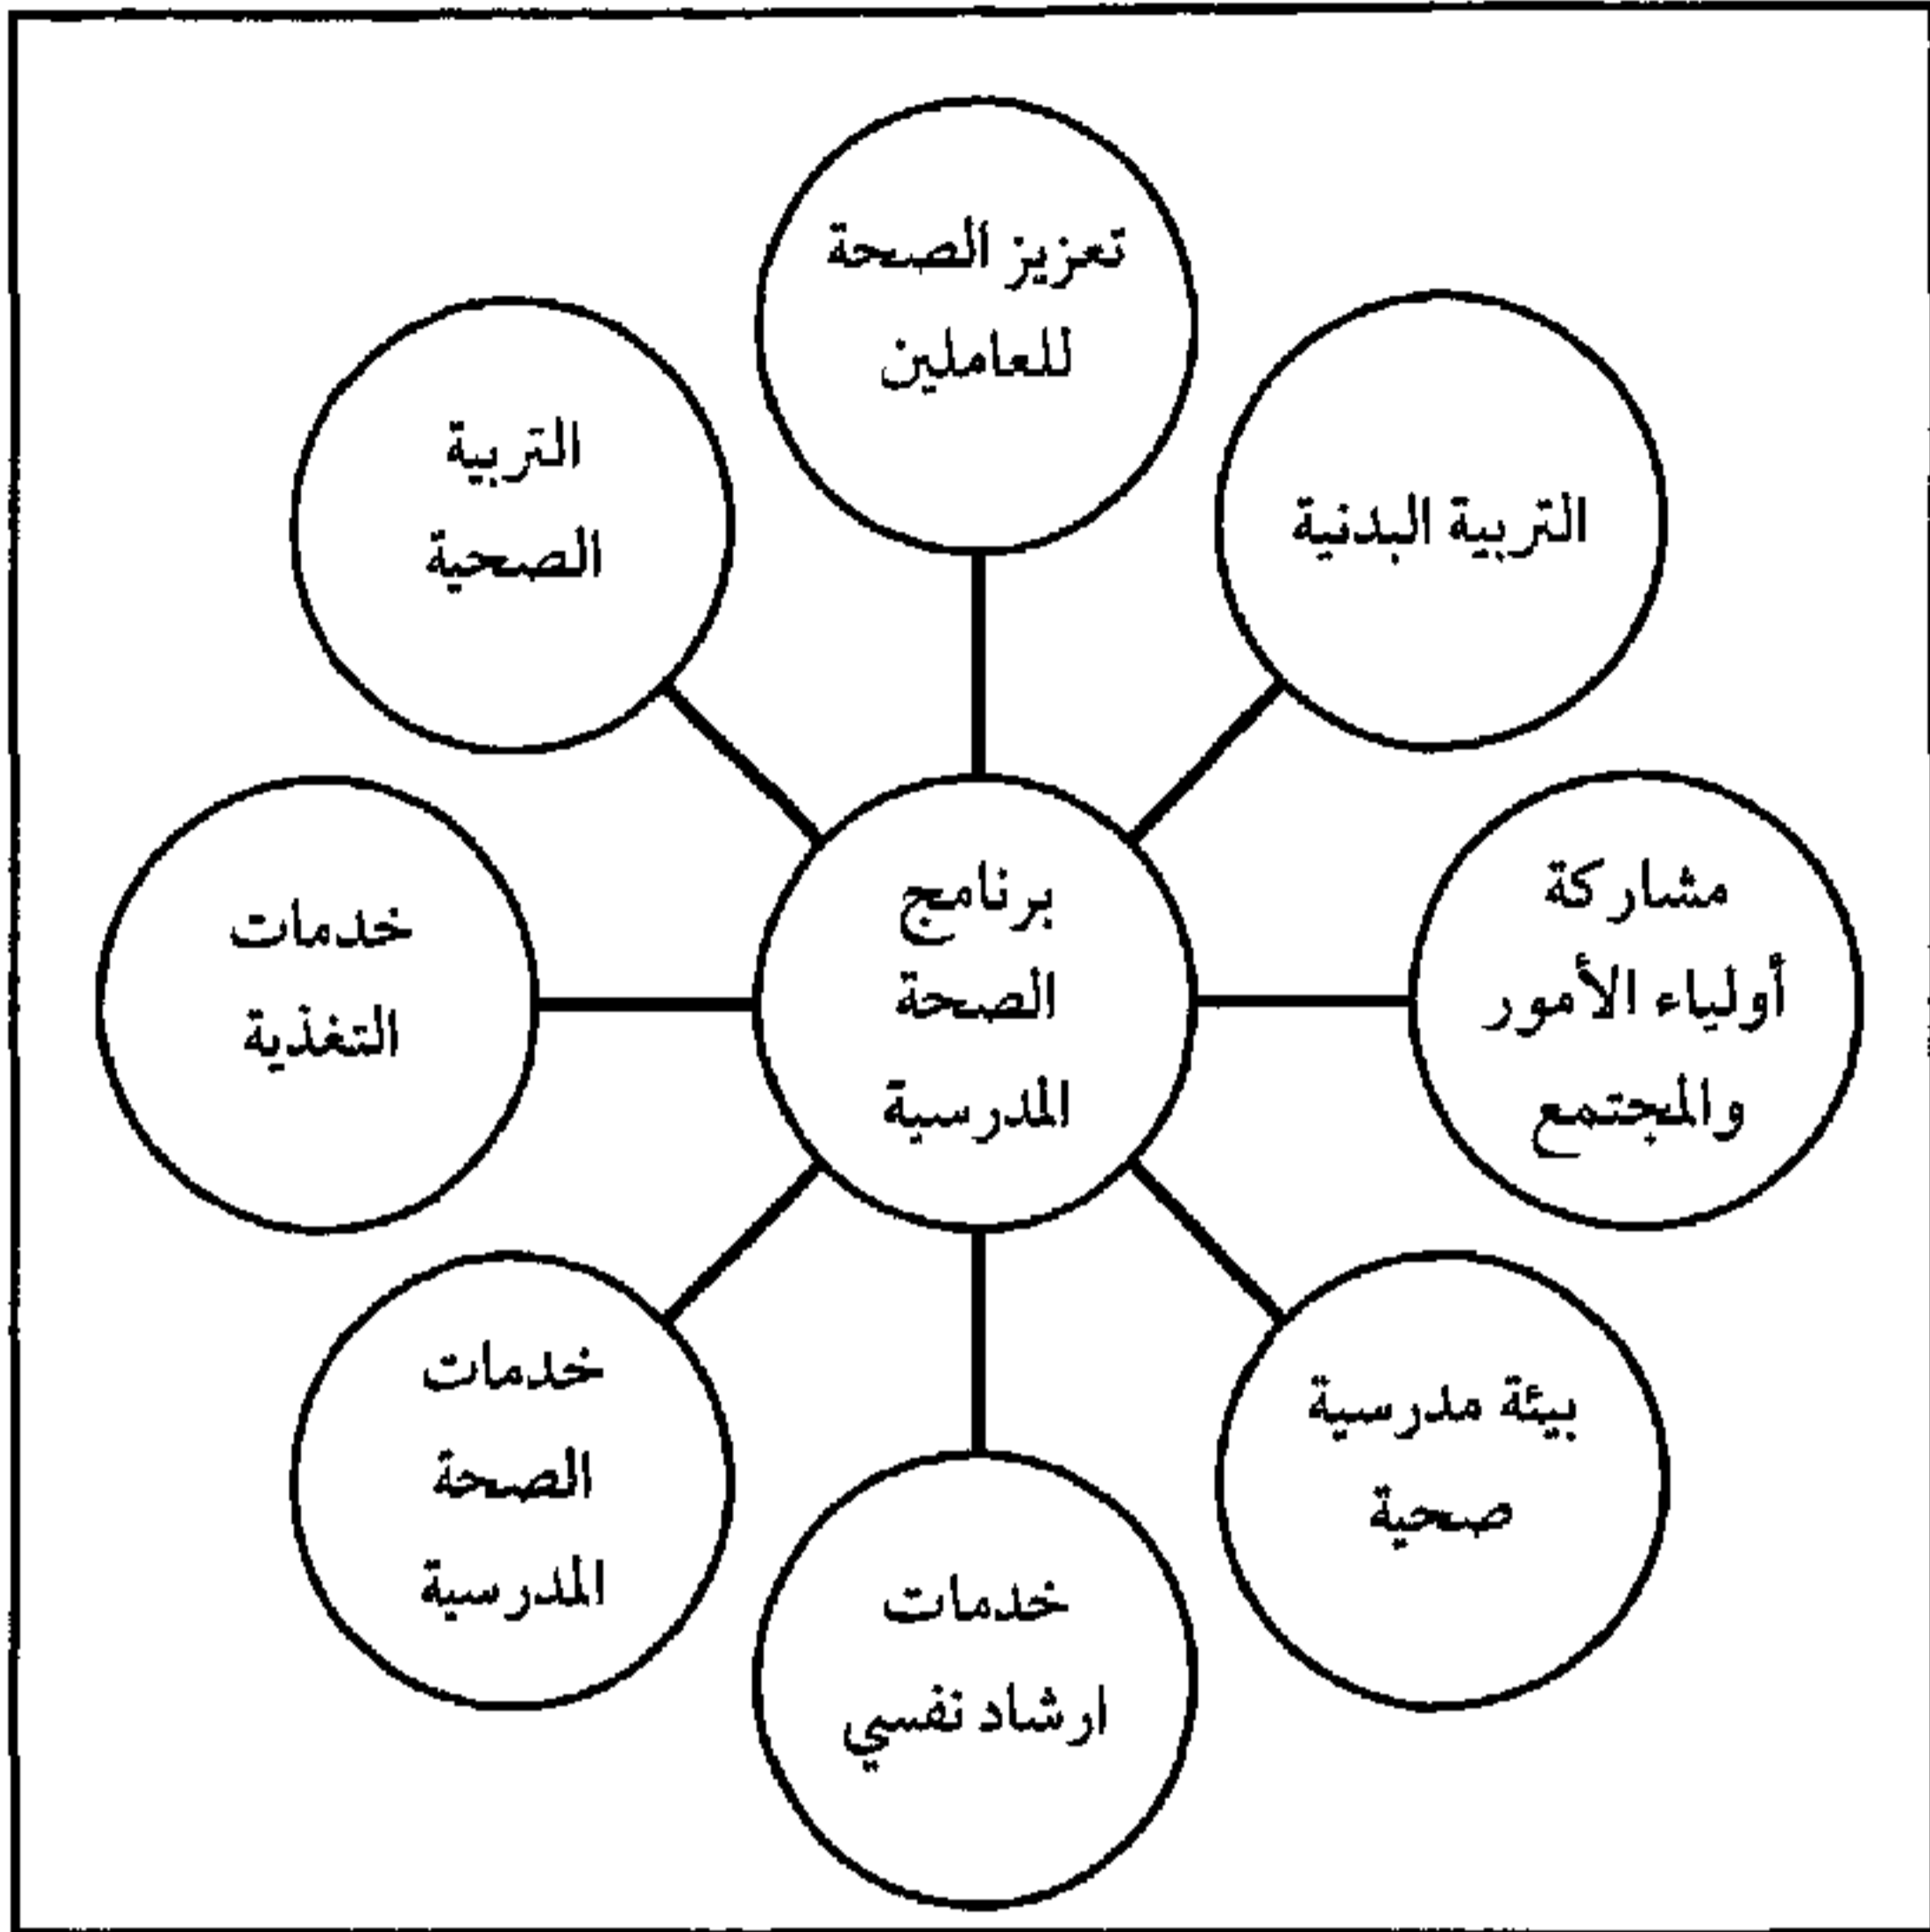 تعزيز الصحة
للعاملين
التربية البدنية
التربية
الصحية
مشاركة
أولياء الأمور
والمجتمع
برنامج
الصحة
المدرسية
خدمات
التغذية
بيئة مدرسية
صحية
خدمات
الصحة
المدرسية
خدمات
ارشاد نفسي